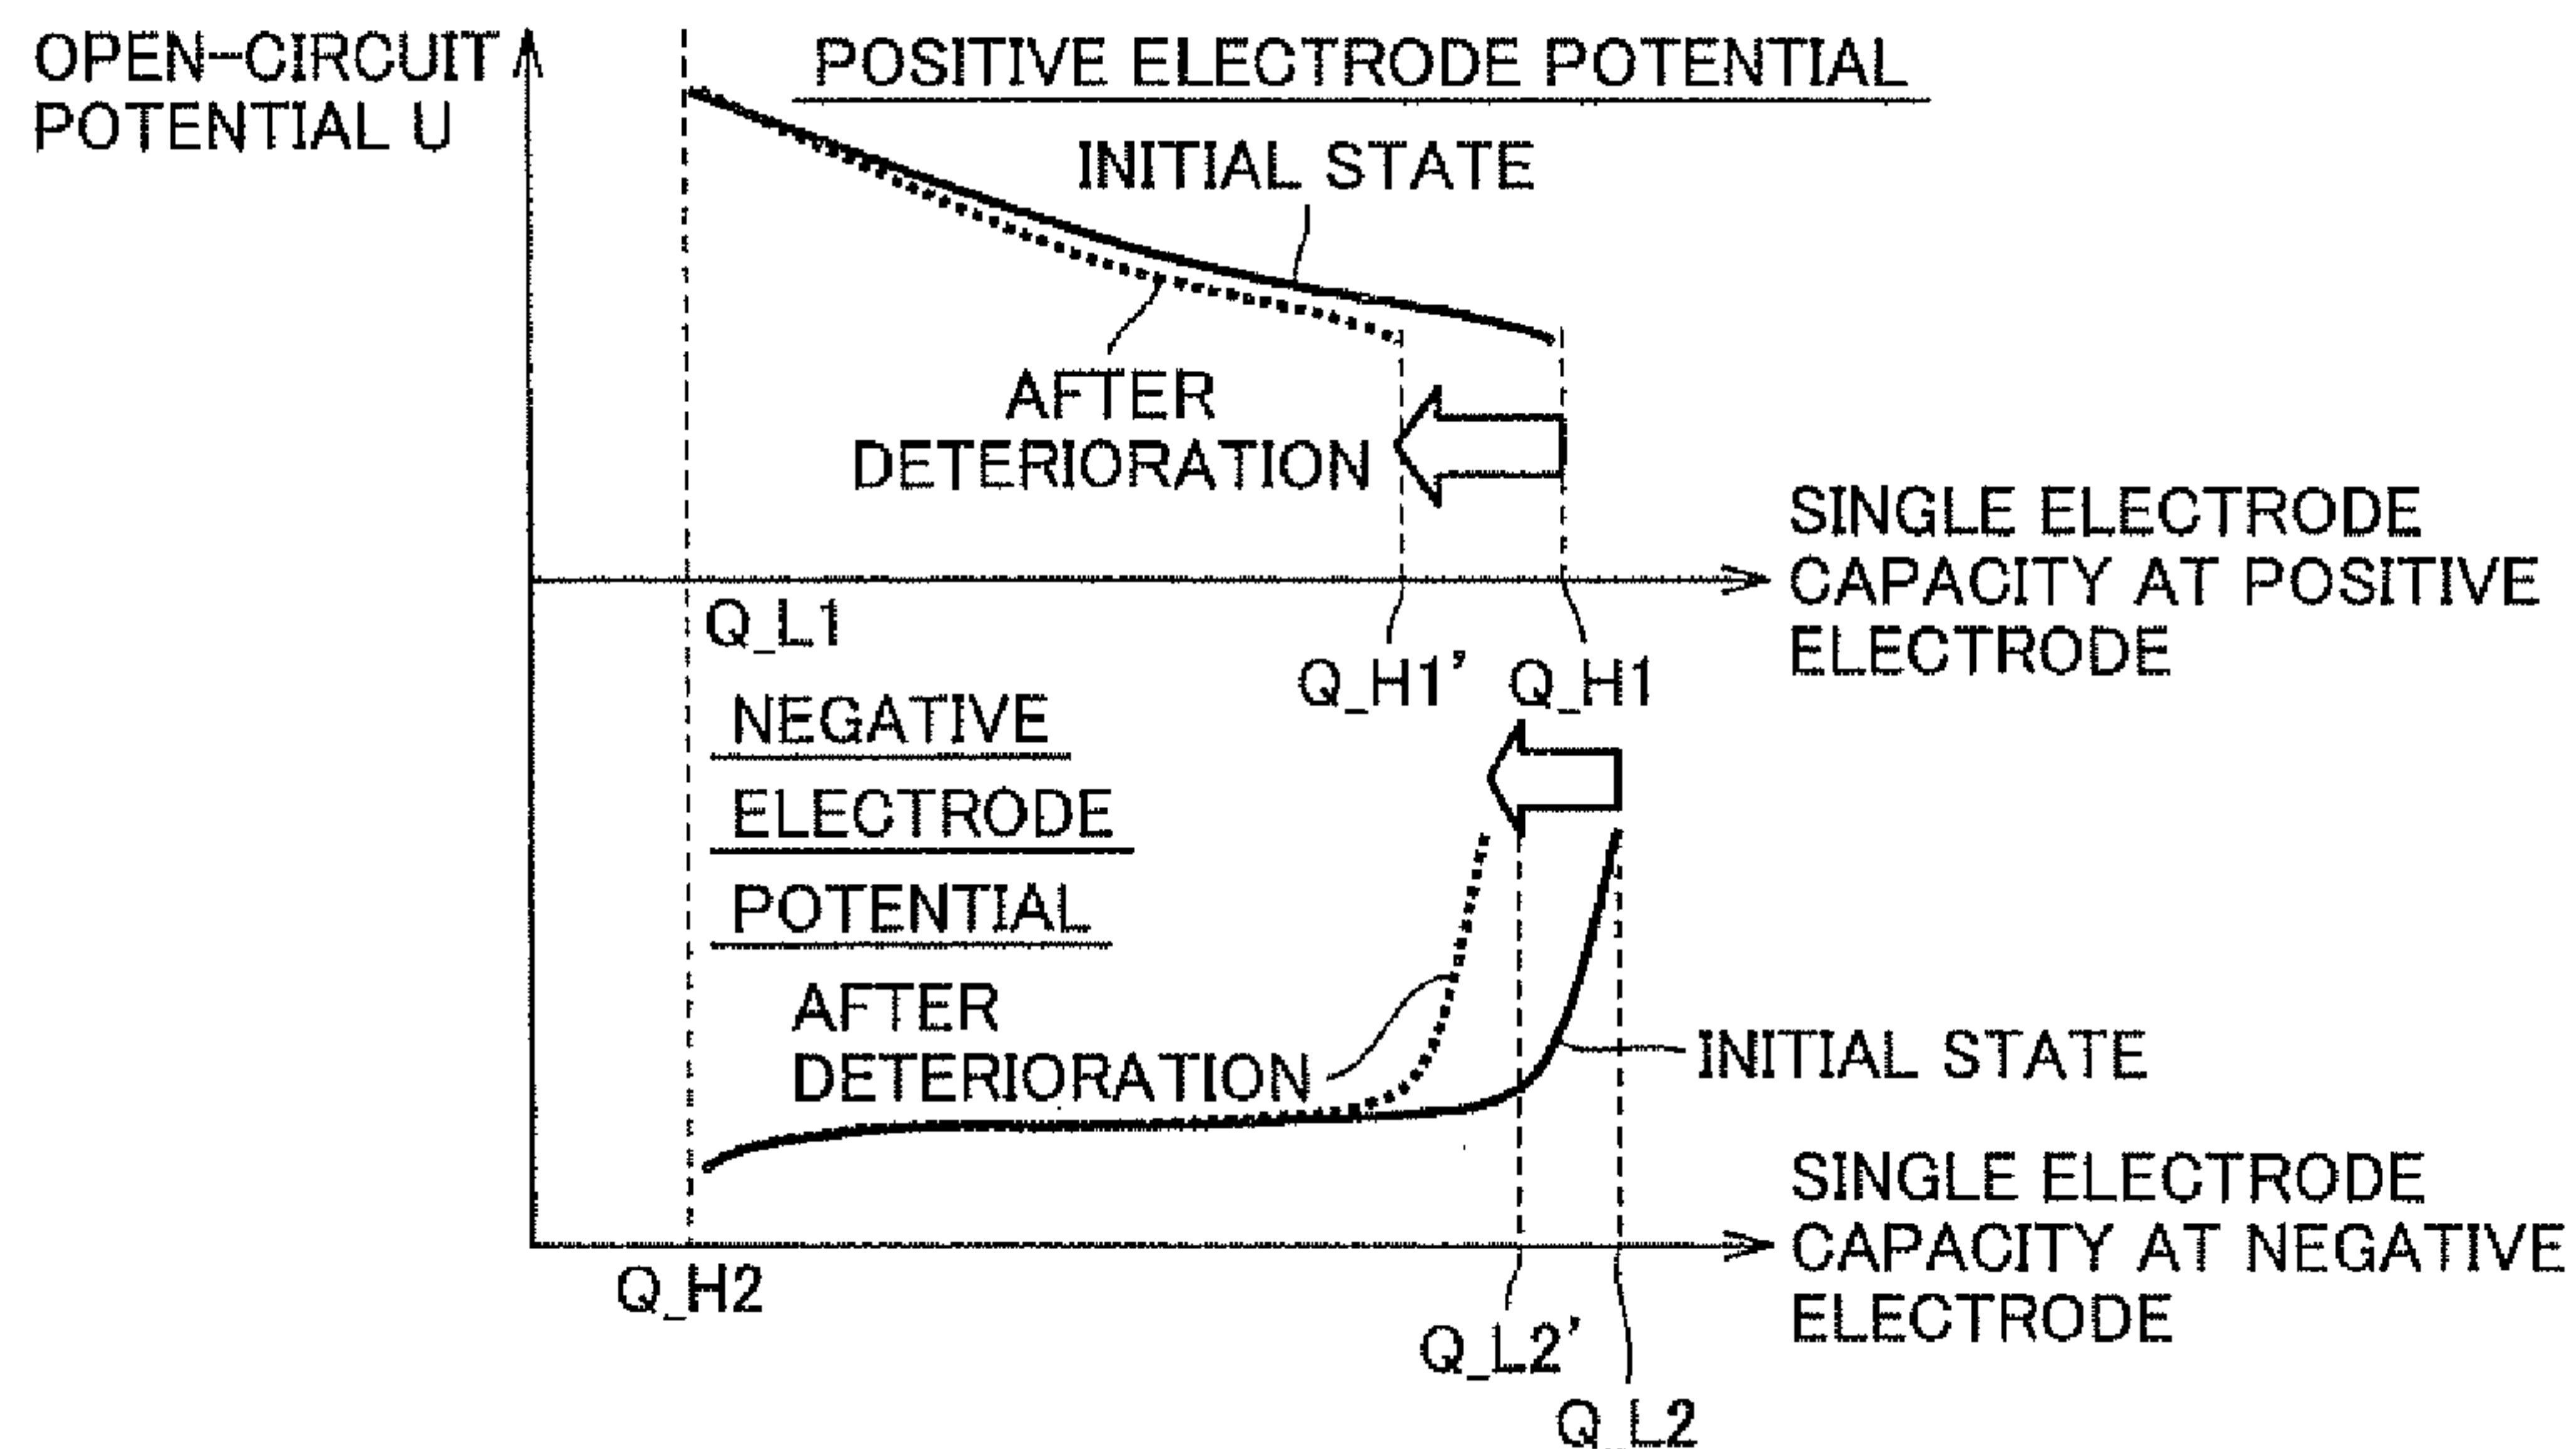 OPEN-CIRCUIT
POTENTIAL U
POSITIVE ELECTRODE POTENTIAL
INITIAL STATE
AFTER
DETERIORATION
SINGLE ELECTRODE
CAPACITY AT POSITIVE
ELECTRODE
Q_L1
Q_H1' Q_H1
NEGATIVE
ELECTRODE
POTENTIAL
AFTER
DETERIORATION
INITIAL STATE
SINGLE ELECTRODE
CAPACITY AT NEGATIVE
ELECTRODE
Q_H2
Q_L2'
Q_L2